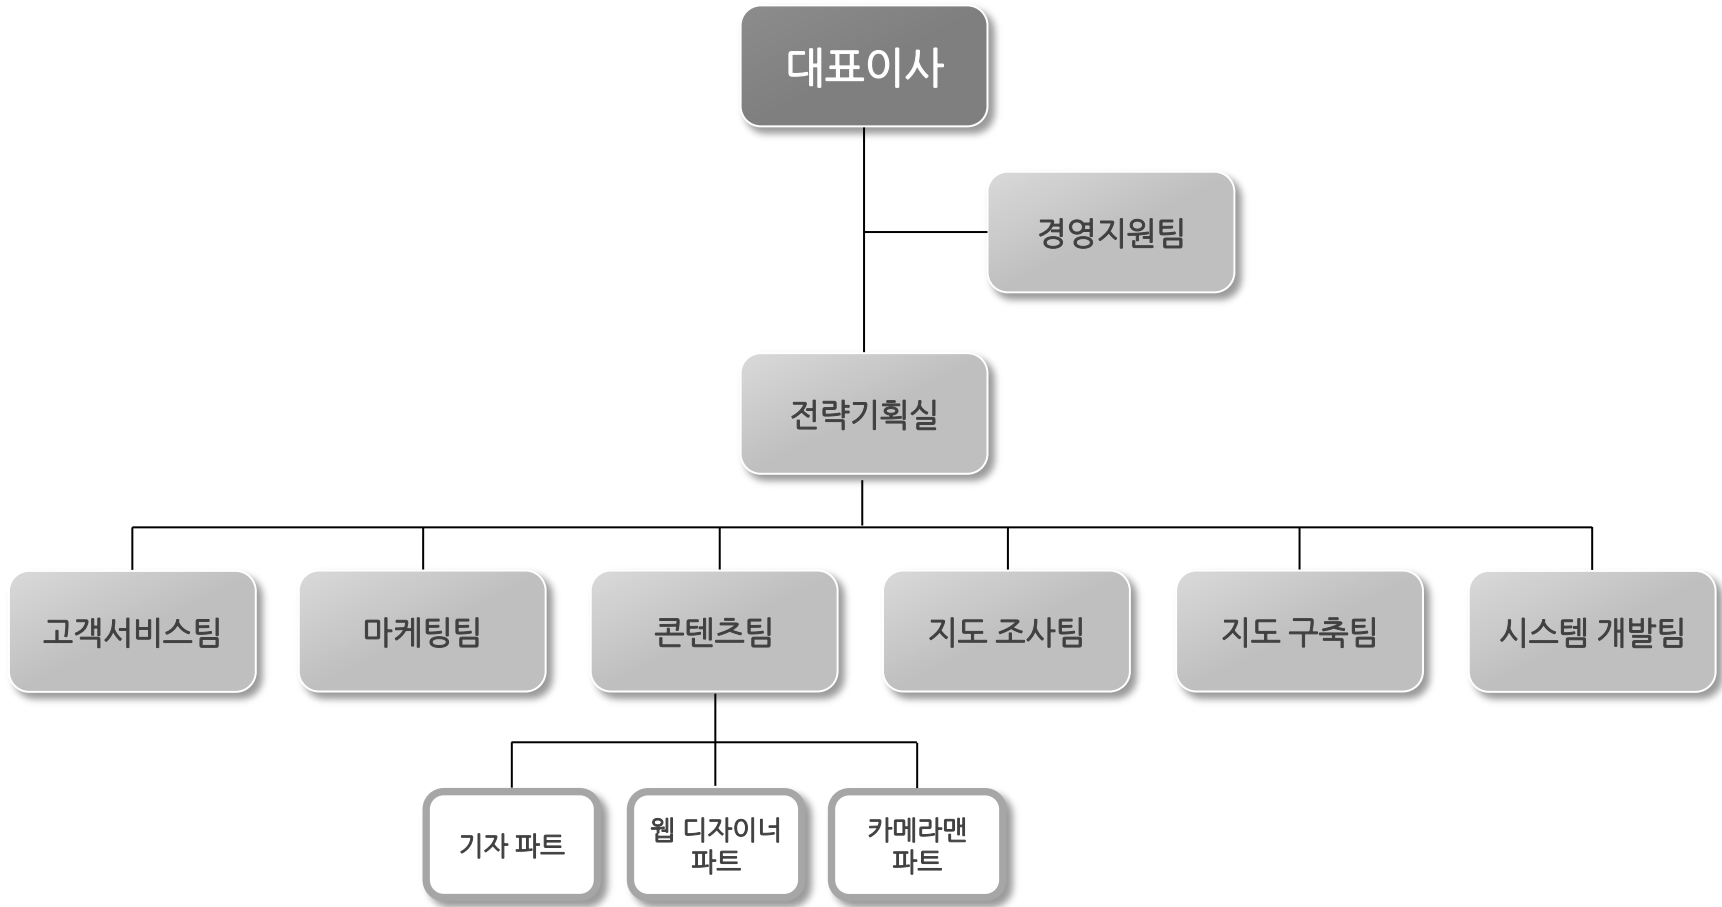 대표이사
경영지원팀
전략기획실
고객서비스팀
마케팅팀
콘텐츠팀
지도 조사팀
지도 구축팀
시스템 개발팀
기자 파트
웹 디자이너
파트
카메라맨
파트